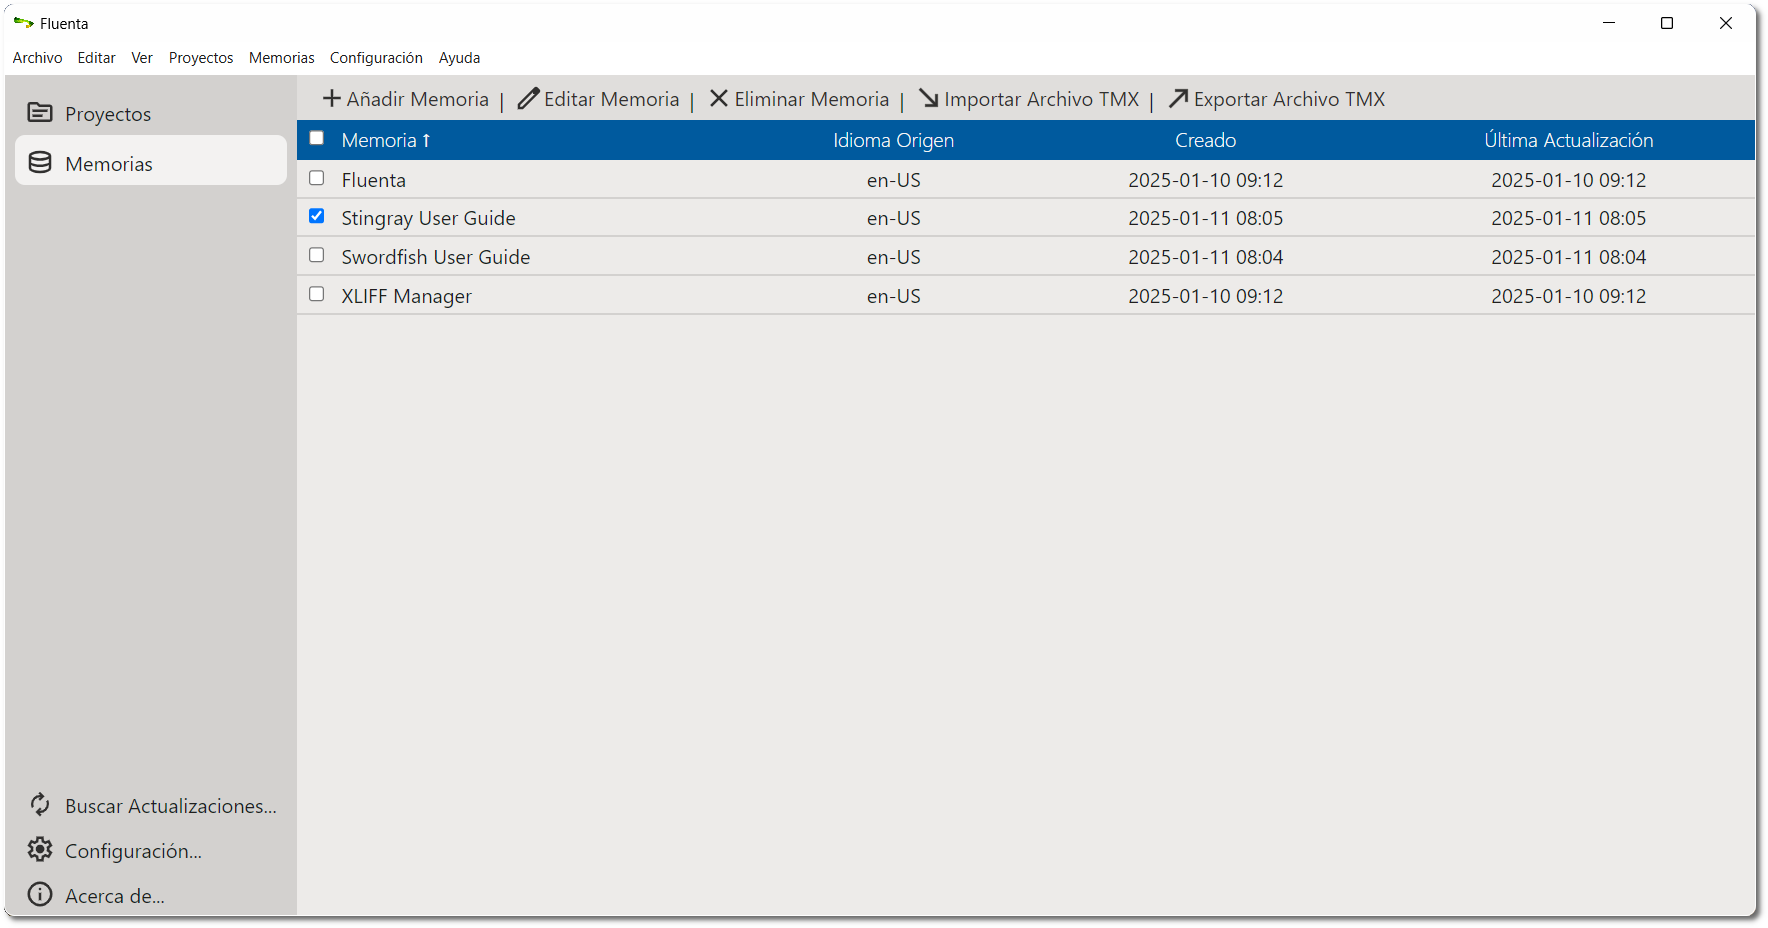 Fluenta
Archivo Editar Ver Proyectos Memorias Configuración Ayuda
Proyectos
Memorias
Añadir Memoria | Editar Memoria | Eliminar Memoria | Importar Archivo TMX | Exportar Archivo TMX
Memoria ↑ Idioma Origen Creado Última Actualización
Fluenta en-US 2025-01-10 09:12 2025-01-10 09:12
Stingray User Guide en-US 2025-01-11 08:05 2025-01-11 08:05
Swordfish User Guide en-US 2025-01-11 08:04 2025-01-11 08:04
XLIFF Manager en-US 2025-01-10 09:12 2025-01-10 09:12
Buscar Actualizaciones...
Configuración...
Acerca de...